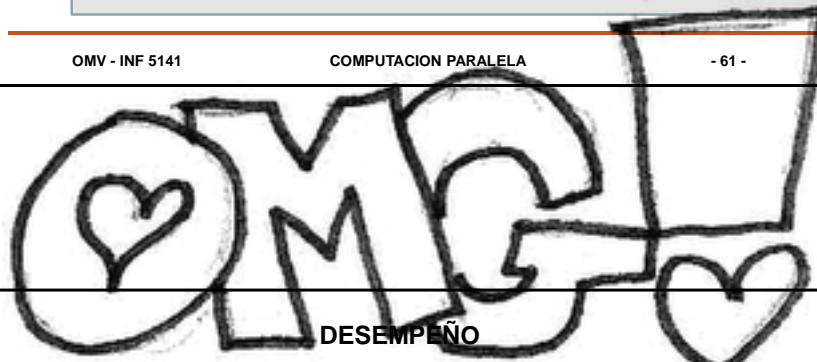 OMV - INF 5141 COMPUTACION PARALELA - 61 -
OMG!
DESEMPEÑO